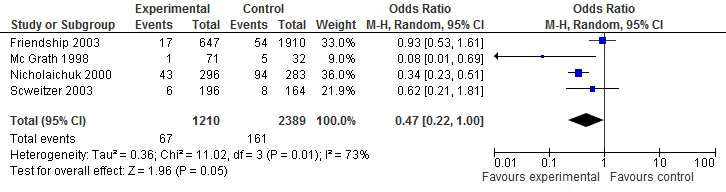 Experimental Control Odds Ratio Odds Ratio
Study or Subgroup Events Total Events Total Weight M-H, Random, 95% CI M-H, Random, 95% CI
Friendship 2003 17 647 54 1910 33.0% 0.93 [0.53, 1.61]
Mc Grath 1998 1 71 5 32 9.0% 0.08 [0.01, 0.69]
Nicholaichuk 2000 43 296 94 283 36.0% 0.34 [0.23, 0.51]
Scweitzer 2003 6 196 8 164 21.9% 0.62 [0.21, 1.81]
Total (95% CI) 1210 2389 100.0% 0.47 [0.22, 1.00]
Total events 67 161
Heterogeneity: Tau² = 0.36; Chi² = 11.02, df = 3 (P = 0.01); I² = 73%
Test for overall effect: Z = 1.96 (P = 0.05)
0.01 0.1 1 10 100
Favours experimental Favours control